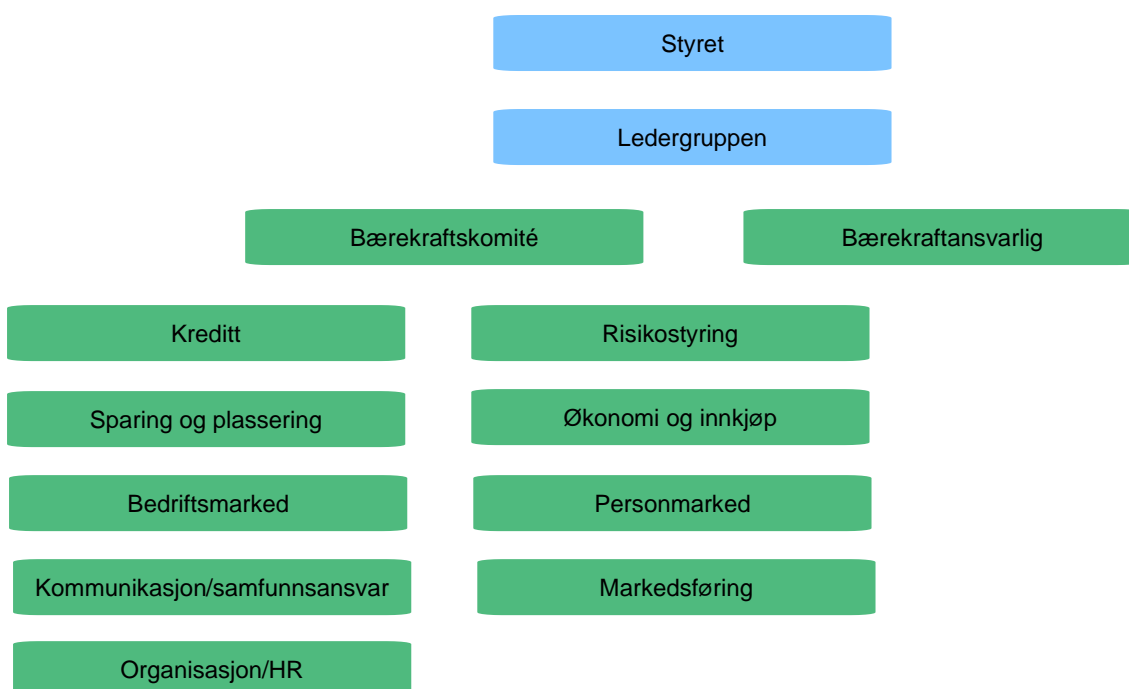 Styret
Ledergruppen
Bærekraftskomité
Bærekraftansvarlig
Kreditt
Risikostyring
Sparing og plassering
Økonomi og innkjøp
Bedriftsmarked
Personmarked
Kommunikasjon/samfunnsansvar
Markedsføring
Organisasjon/HR